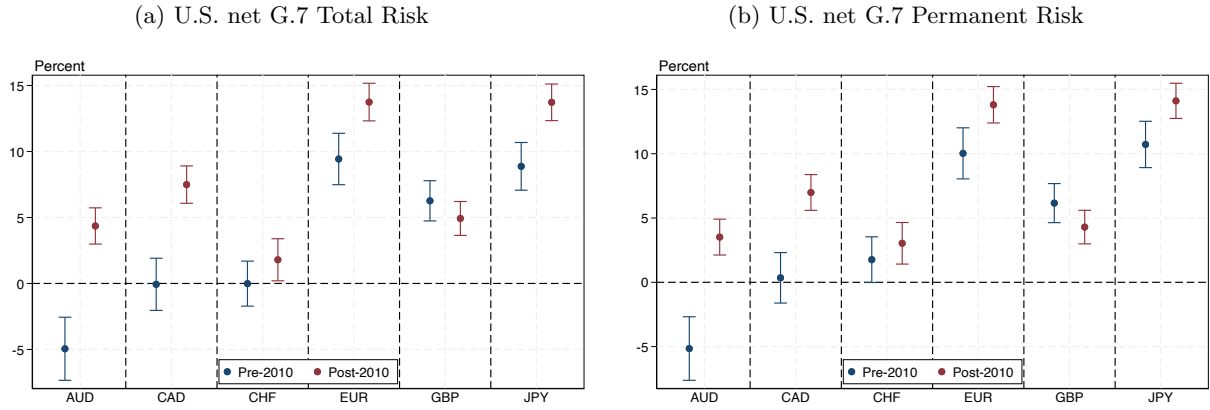 (a) U.S. net G.7 Total Risk
Percent
15
10
5
0
-5
AUD CAD CHF EUR GBP JPY
Pre-2010 Post-2010
(b) U.S. net G.7 Permanent Risk
Percent
15
10
5
0
-5
AUD CAD CHF EUR GBP JPY
Pre-2010 Post-2010